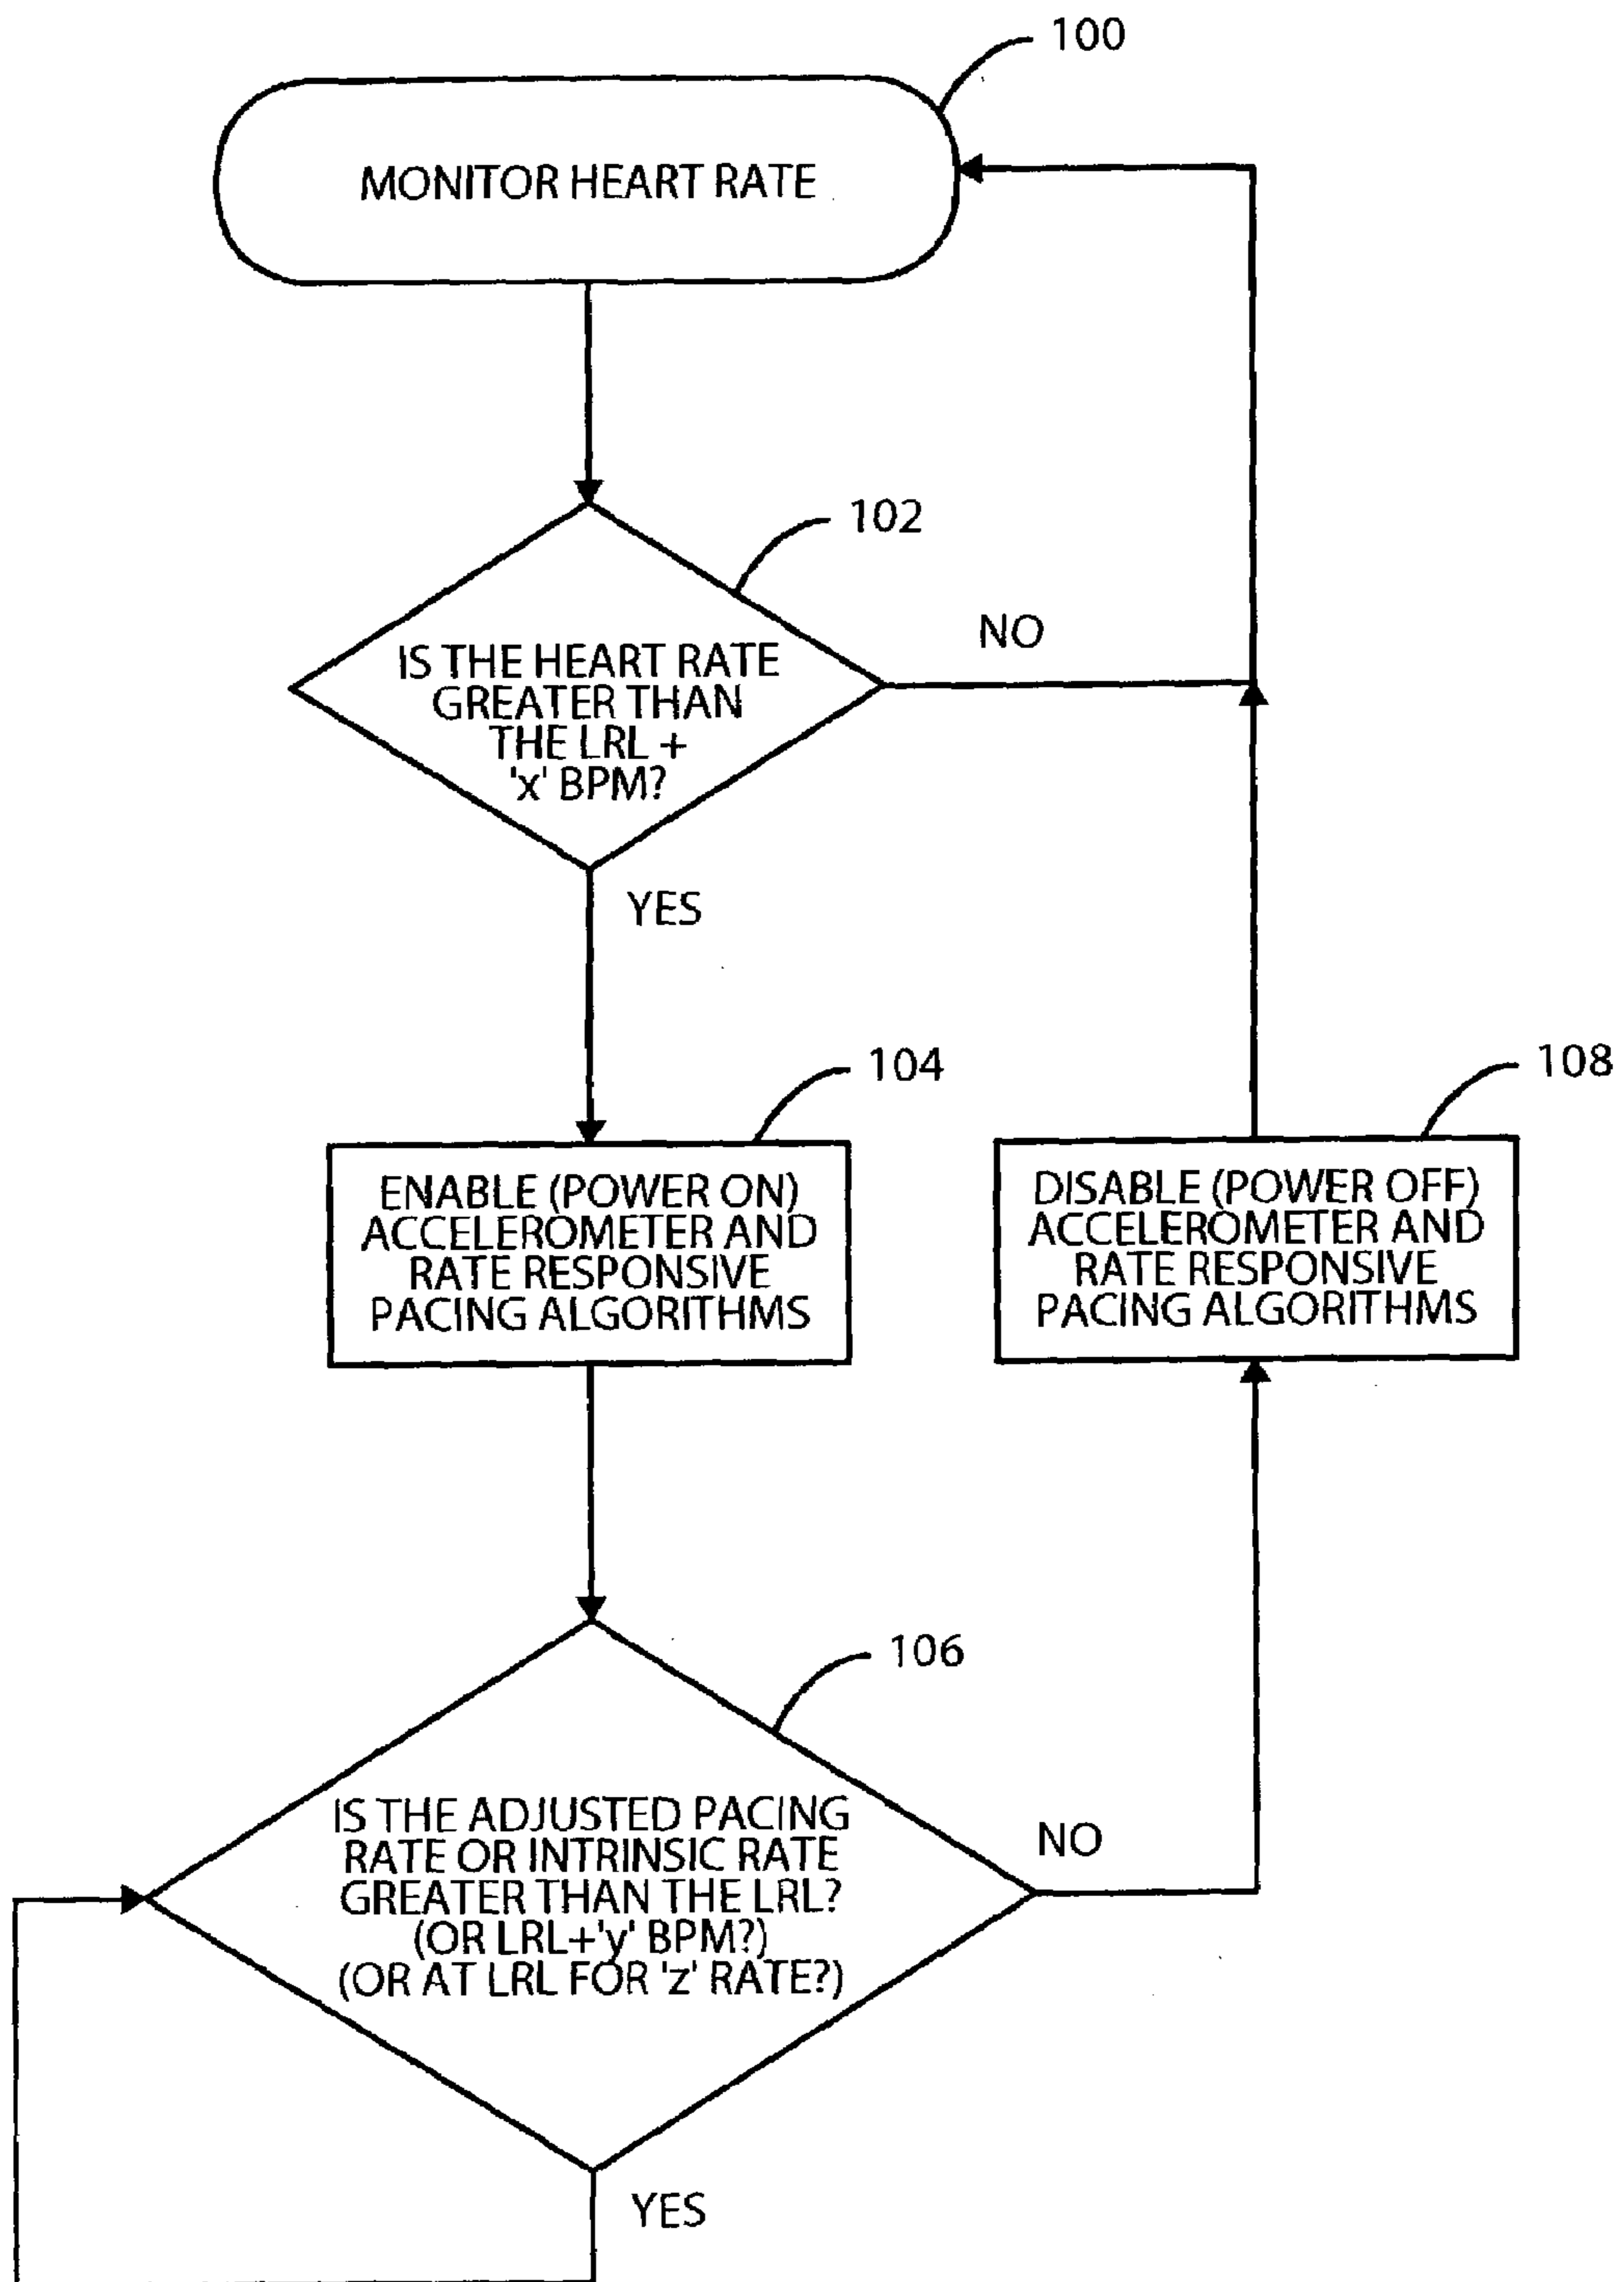 100
MONITOR HEART RATE
102
IS THE HEART RATE
GREATER THAN
THE LRL +
'x' BPM?
NO
YES
104
ENABLE (POWER ON)
ACCELEROMETER AND
RATE RESPONSIVE
PACING ALGORITHMS
108
DISABLE (POWER OFF)
ACCELEROMETER AND
RATE RESPONSIVE
PACING ALGORITHMS
106
IS THE ADJUSTED PACING
RATE OR INTRINSIC RATE
GREATER THAN THE LRL?
(OR LRL+'y' BPM?)
(OR AT LRL FOR 'z' RATE?)
NO
YES